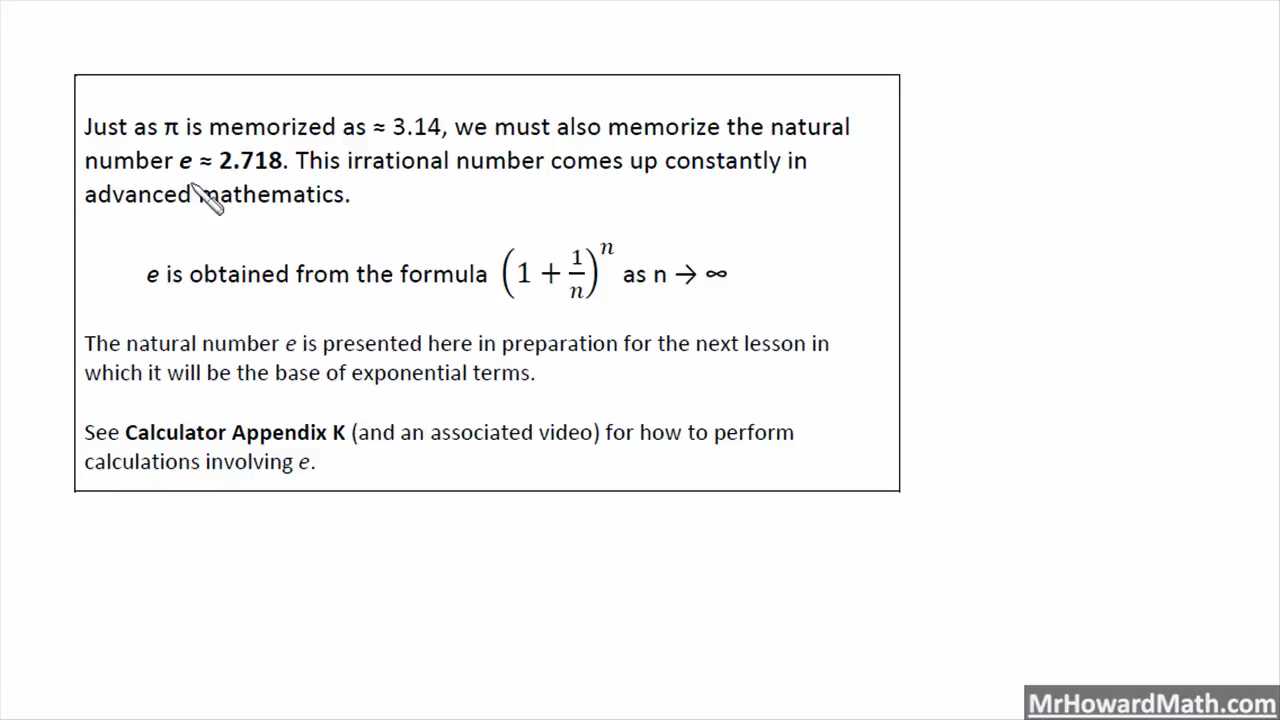 Just as π is memorized as ≈ 3.14, we must also memorize the natural
number e ≈ 2.718. This irrational number comes up constantly in
advanced mathematics.
e is obtained from the formula (1 + 1/n)^n as n → ∞
The natural number e is presented here in preparation for the next lesson in
which it will be the base of exponential terms.
See Calculator Appendix K (and an associated video) for how to perform
calculations involving e.
MrHowardMath.com